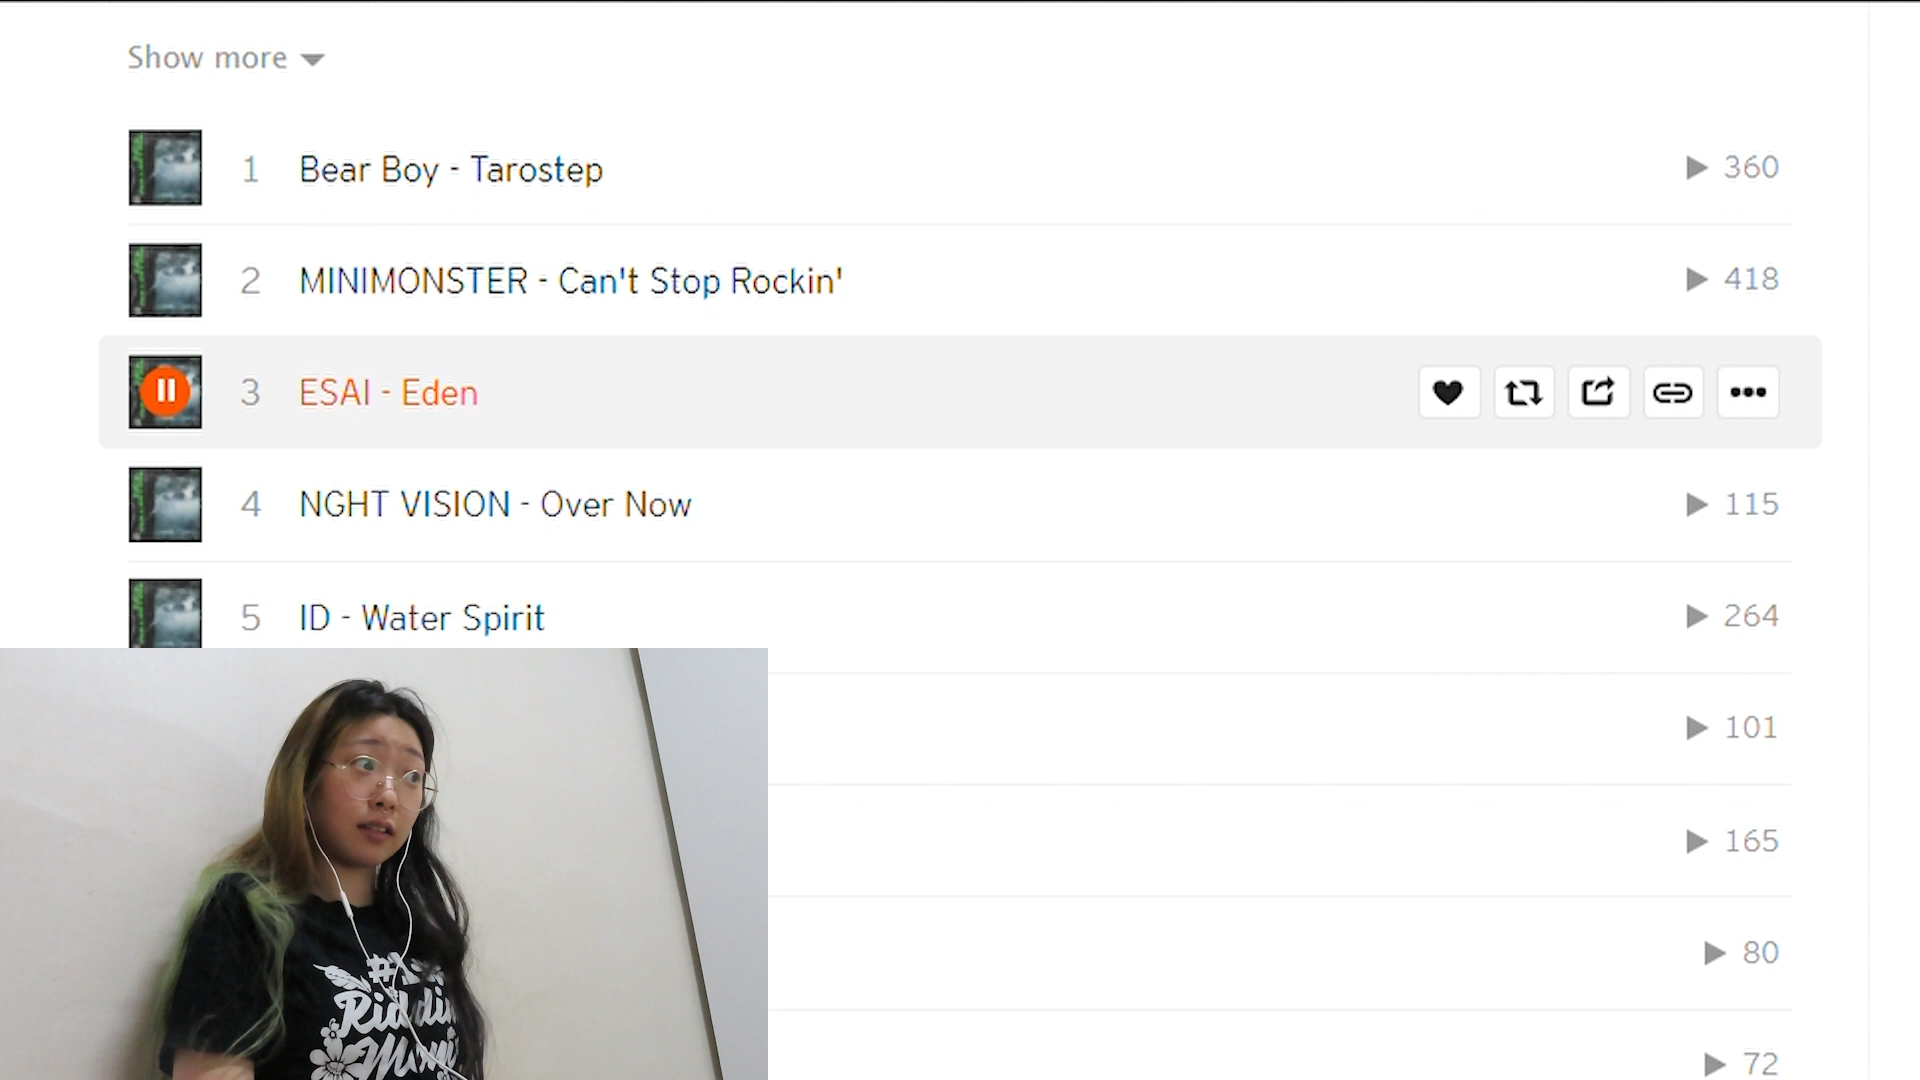 Show more
1 Bear Boy - Tarostep 360
2 MINIMONSTER - Can't Stop Rockin' 418
3 ESAI - Eden
4 NGHT VISION - Over Now 115
5 ID - Water Spirit 264
101
165
80
72